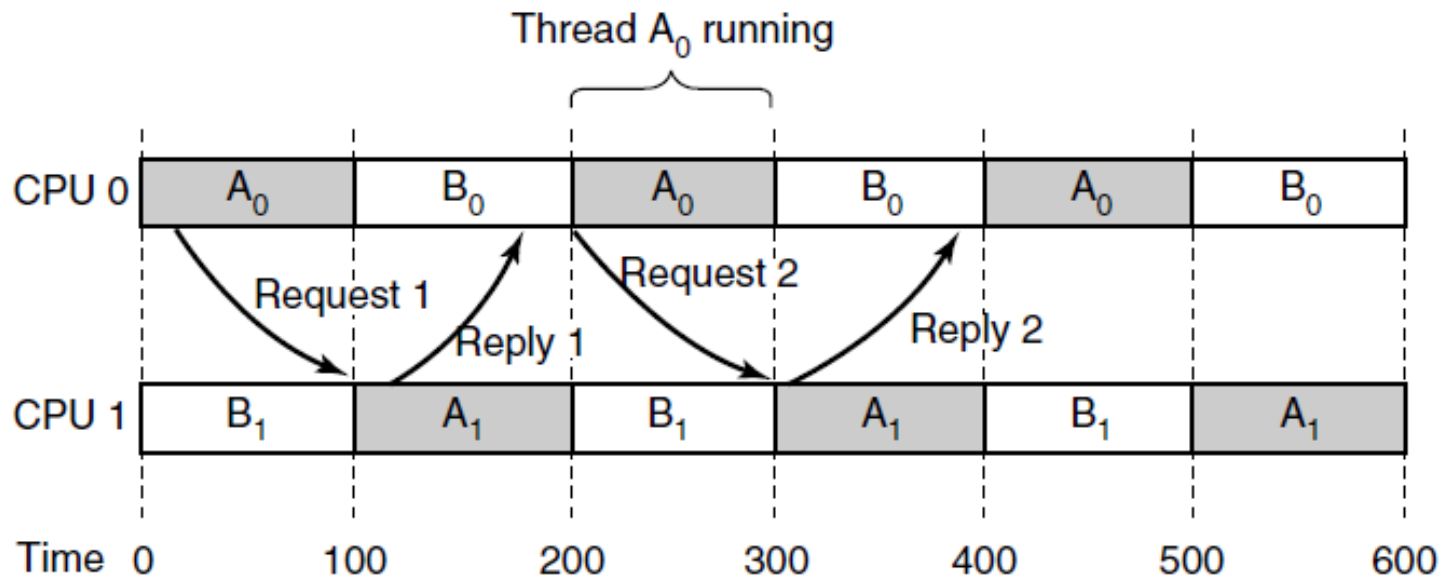 Thread A₀ running
CPU 0 A₀ B₀ A₀ B₀ A₀ B₀
Request 1
Reply 1
Request 2
Reply 2
CPU 1 B₁ A₁ B₁ A₁ B₁ A₁
Time 0 100 200 300 400 500 600